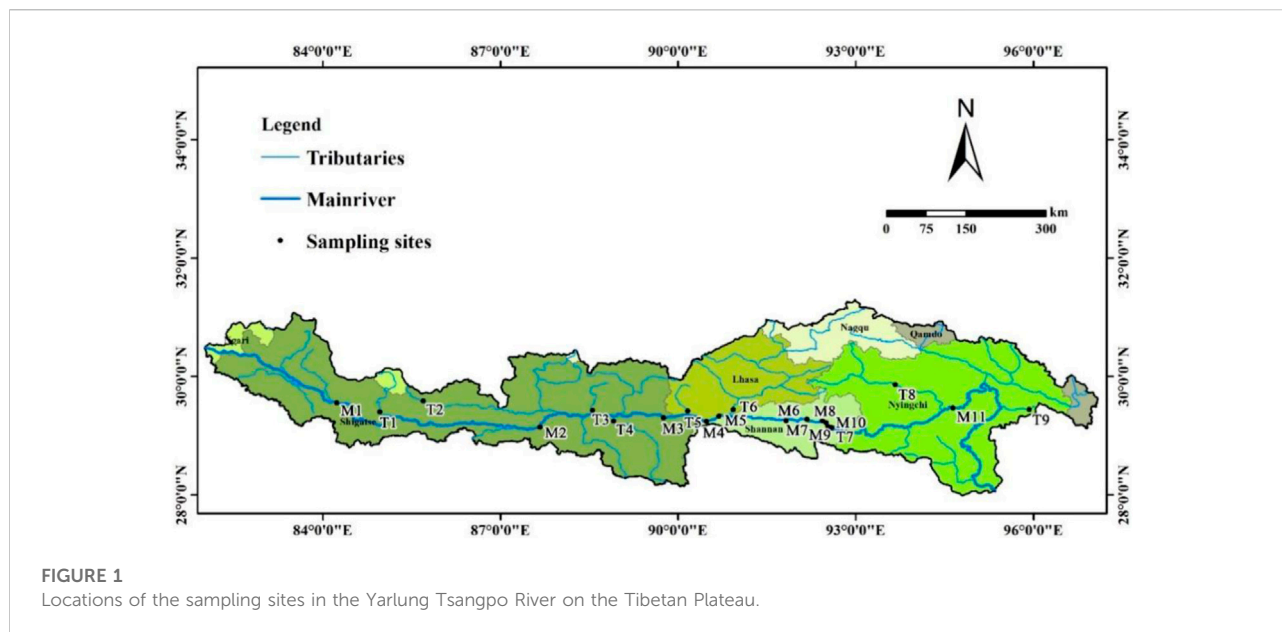 84°0'0"E 87°0'0"E 90°0'0"E 93°0'0"E 96°0'0"E
34°0'0"N
32°0'0"N
30°0'0"N
28°0'0"N
Legend
Tributaries
Mainriver
Sampling sites
N
km
0 75 150 300
34°0'0"N
32°0'0"N
30°0'0"N
28°0'0"N
Nagqu
Qamdo
Lhasa
Nyingchi
Shigatse
Shannan
M1
T1
T2
M2
T3
T4
M3
T5
M4
M5
T6
M6
M7
M8
M9
M10
T7
T8
M11
T9
84°0'0"E 87°0'0"E 90°0'0"E 93°0'0"E 96°0'0"E
FIGURE 1
Locations of the sampling sites in the Yarlung Tsangpo River on the Tibetan Plateau.